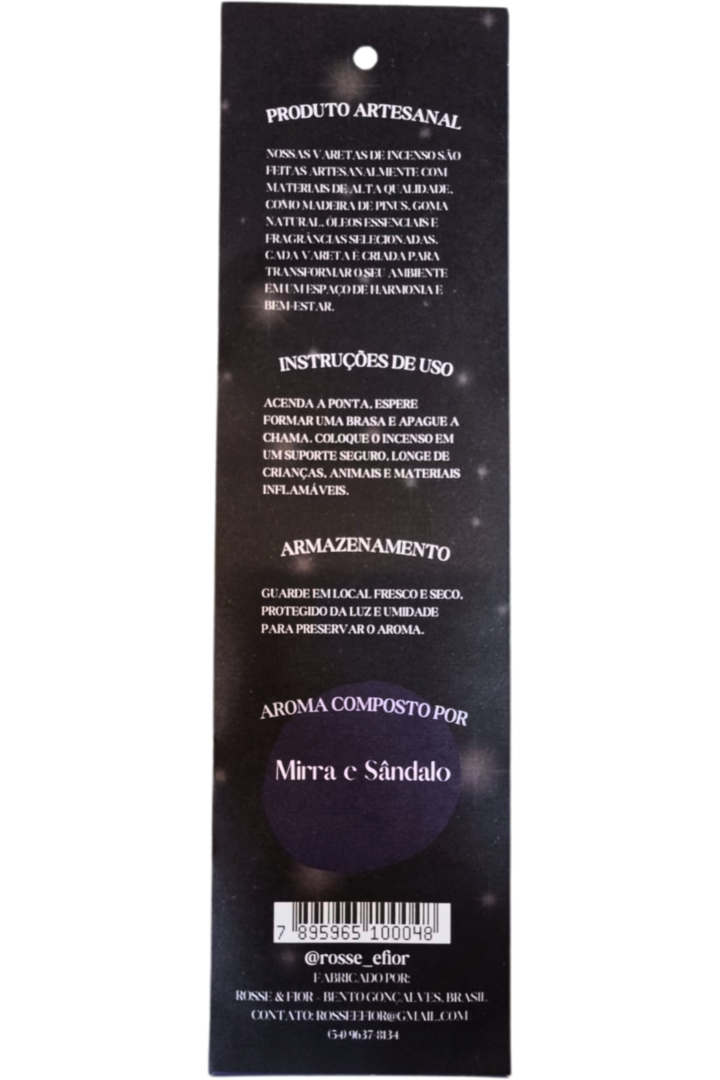 PRODUTO ARTESANAL
NOSSAS VARETAS DE INCENSO SÃO
FEITAS ARTESANALMENTE COM
MATERIAIS DE ALTA QUALIDADE,
COMO MADEIRA DE PINUS, GOMA
NATURAL, ÓLEOS ESSENCIAIS E
FRAGRÂNCIAS SELECIONADAS.
CADA VARETA É CRIADA PARA
TRANSFORMAR O SEU AMBIENTE
EM UM ESPAÇO DE HARMONIA E
BEM-ESTAR.
INSTRUÇÕES DE USO
ACENDA A PONTA, ESPERE
FORMAR UMA BRASA E APAGUE A
CHAMA. COLOQUE O INCENSO EM
UM SUPORTE SEGURO, LONGE DE
CRIANÇAS, ANIMAIS E MATERIAIS
INFLAMÁVEIS.
ARMAZENAMENTO
GUARDE EM LOCAL FRESCO E SECO,
PROTEGIDO DA LUZ E UMIDADE
PARA PRESERVAR O AROMA.
AROMA COMPOSTO POR
Mirra e Sândalo
7 895965 100048
@rosse_efior
FABRICADO POR:
ROSSE & FIOR - BENTO GONÇALVES, BRASIL
CONTATO: ROSSEEFIOR@GMAIL.COM
(54) 9637-8134